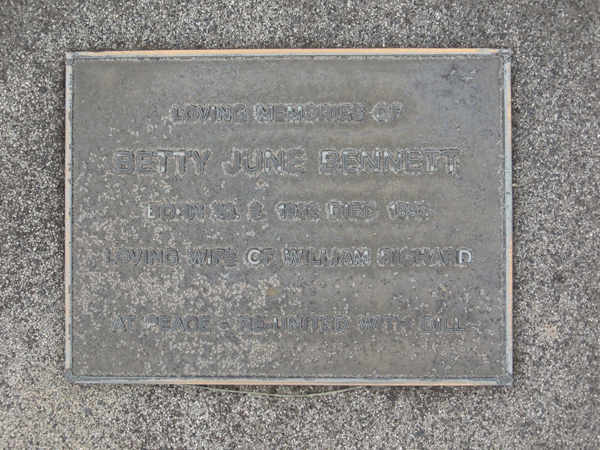 LOVING MEMORIES OF
BETTY JUNE BENNETT
BORN DIED
LOVING WIFE OF WILLIAM RICHARD
AT PEACE - RE-UNITED WITH BILL